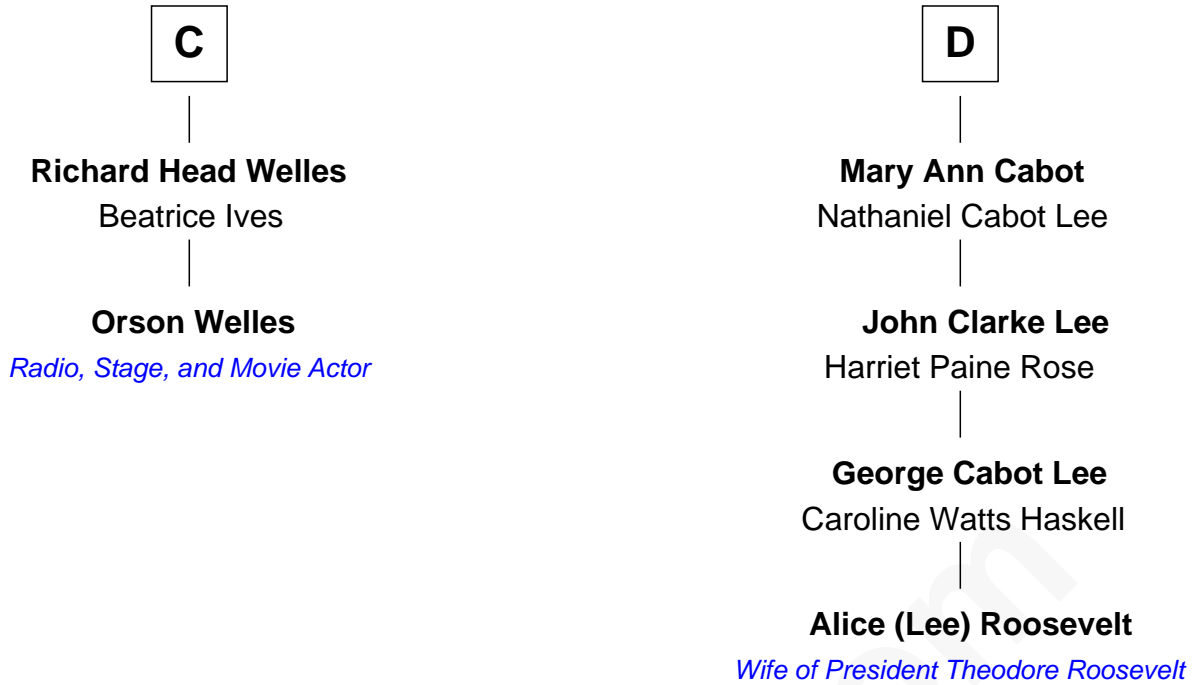 C
Richard Head Welles
Beatrice Ives
Orson Welles
Radio, Stage, and Movie Actor
D
Mary Ann Cabot
Nathaniel Cabot Lee
John Clarke Lee
Harriet Paine Rose
George Cabot Lee
Caroline Watts Haskell
Alice (Lee) Roosevelt
Wife of President Theodore Roosevelt